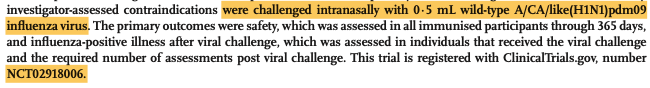 investigator-assessed contraindications were challenged intranasally with 0·5 mL wild-type A/CA/like(H1N1)pdm09
influenza virus. The primary outcomes were safety, which was assessed in all immunised participants through 365 days,
and influenza-positive illness after viral challenge, which was assessed in individuals that received the viral challenge
and the required number of assessments post viral challenge. This trial is registered with ClinicalTrials.gov, number
NCT02918006.